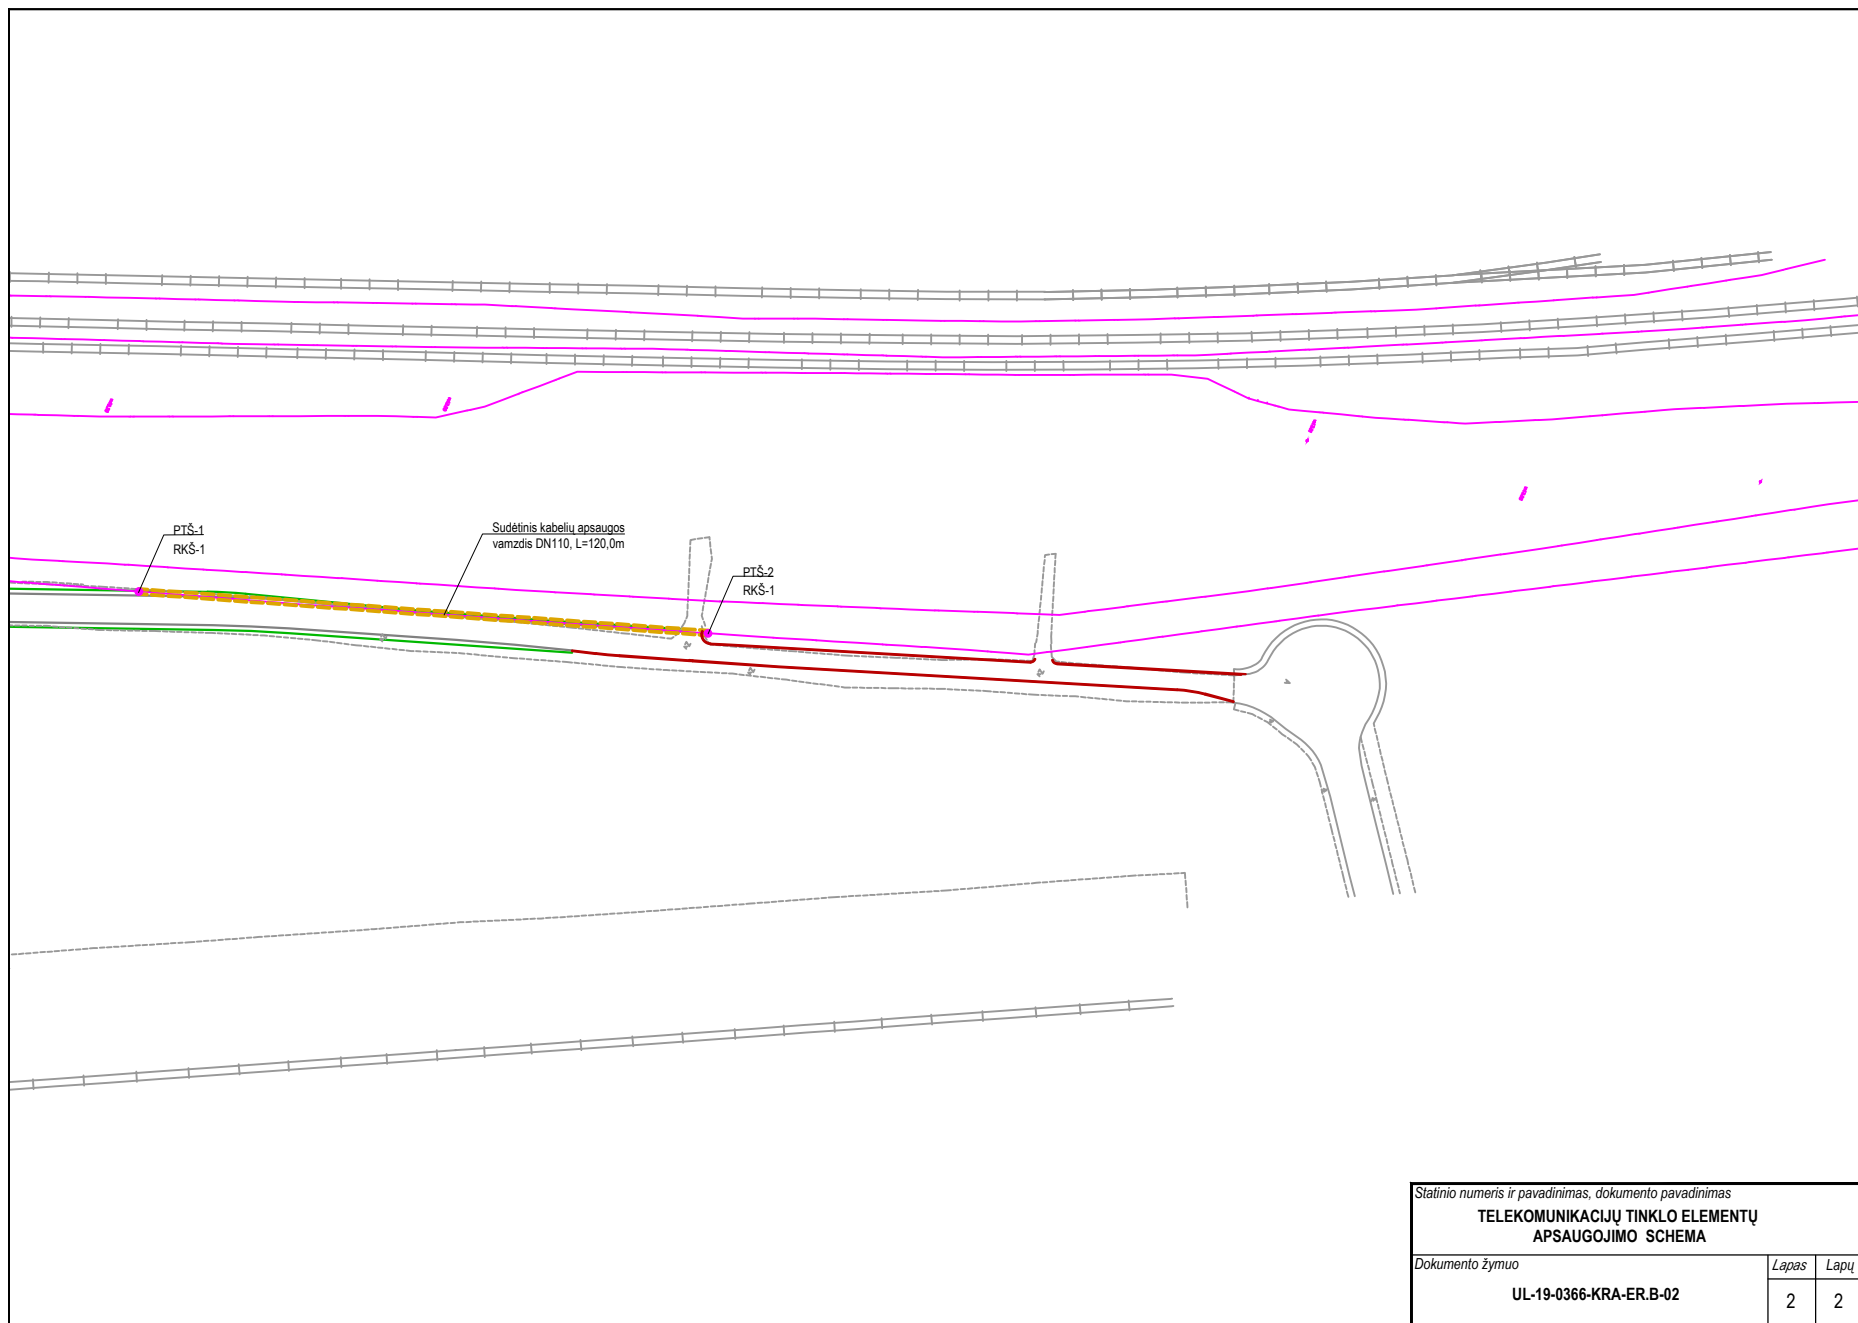 PTŠ-1
RKŠ-1
Sudėtinis kabelių apsaugos
vamzdis DN110, L=120,0m
PTŠ-2
RKŠ-1
Statinio numeris ir pavadinimas, dokumento pavadinimas
TELEKOMUNIKACIJŲ TINKLO ELEMENTŲ
APSAUGOJIMO SCHEMA
Dokumento žymuo
Lapas
Lapų
UL-19-0366-KRA-ER.B-02
2
2